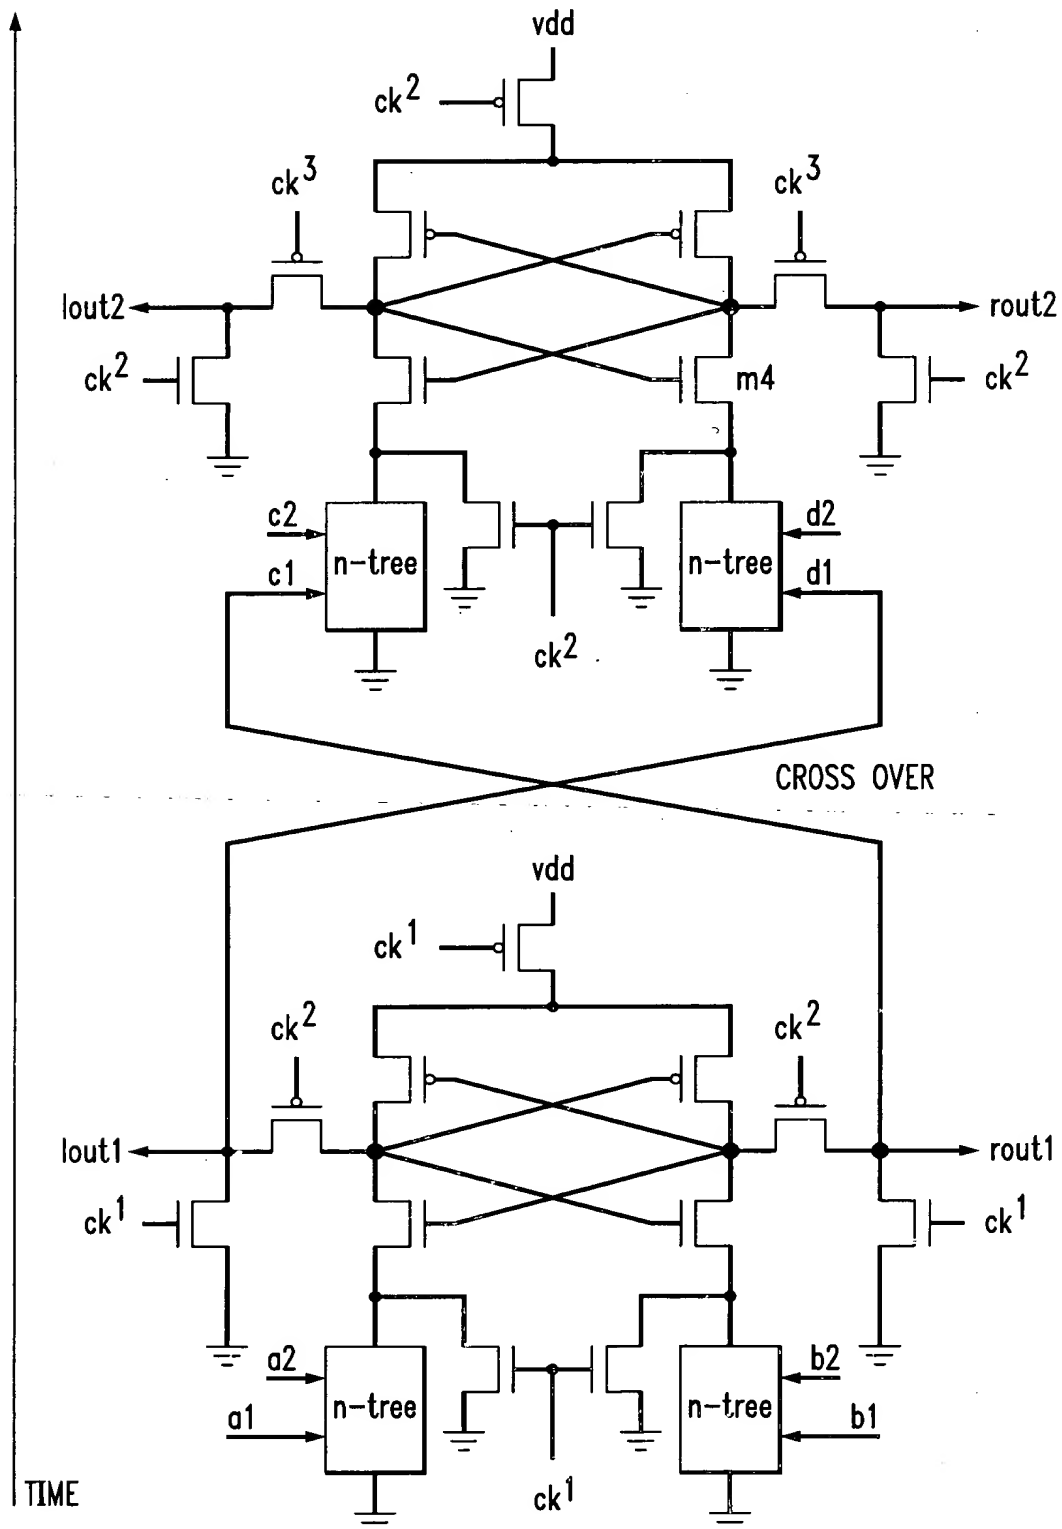 vdd
ck2
ck3
ck3
lout2
rout2
ck2
m4
ck2
c2
n-tree
c1
d2
n-tree
d1
ck2
CROSS OVER
vdd
ck1
ck2
ck2
lout1
rout1
ck1
ck1
a2
n-tree
a1
b2
n-tree
b1
ck1
TIME